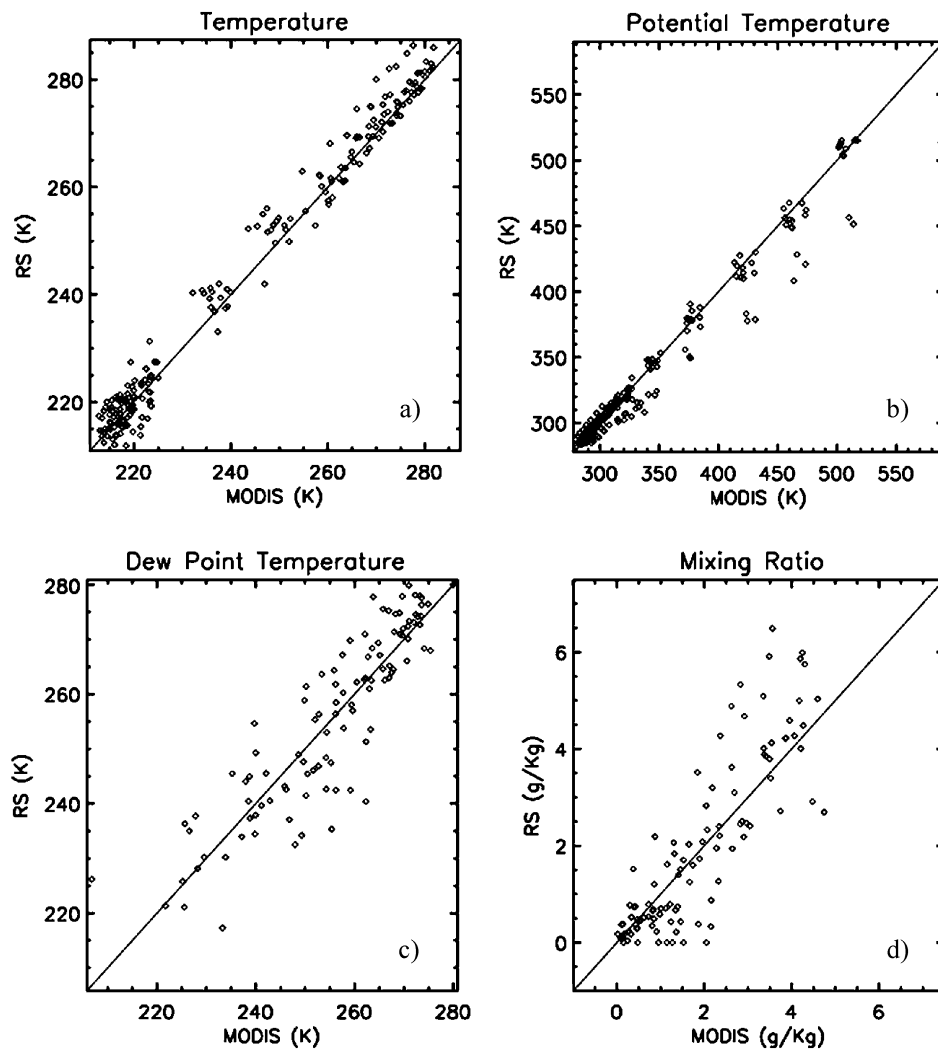 Temperature
RS (K)
280
260
240
220
220 240 260 280
MODIS (K)
a)
Potential Temperature
RS (K)
550
500
450
400
350
300
300 350 400 450 500 550
MODIS (K)
b)
Dew Point Temperature
RS (K)
280
260
240
220
220 240 260 280
MODIS (K)
c)
Mixing Ratio
RS (g/Kg)
6
4
2
0
0 2 4 6
MODIS (g/Kg)
d)